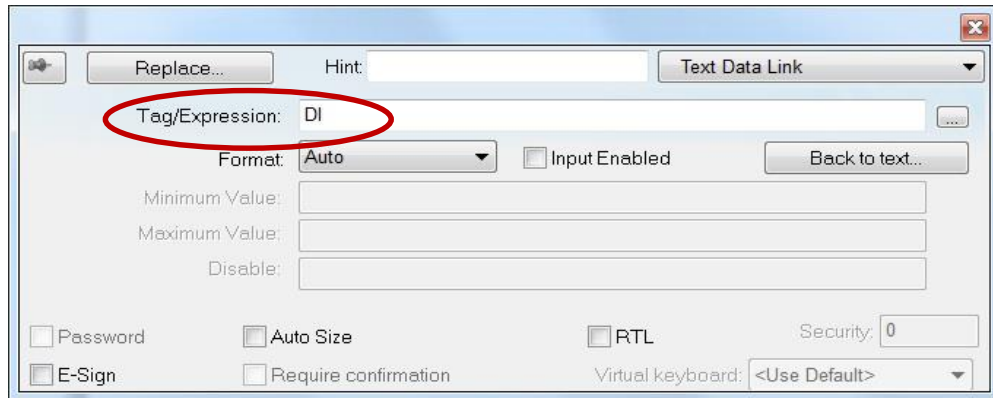 Replace... Hint: Text Data Link
Tag/Expression: DI ...
Format: Auto Input Enabled Back to text...
Minimum Value:
Maximum Value:
Disable:
Password Auto Size RTL Security: 0
E-Sign Require confirmation Virtual keyboard: <Use Default>